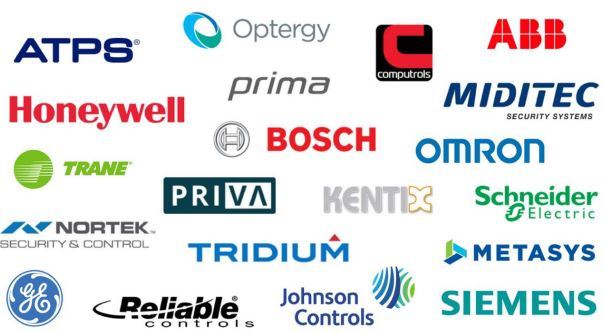 ATPS®
Optergy
computrols
ABB
prima
Honeywell
MIDITEC
SECURITY SYSTEMS
BOSCH
OMRON
TRANE®
PRIVA
KENTIX
Schneider
Electric
NORTEK™
SECURITY & CONTROL
TRIDIUM
METASYS
GE
Reliable®
controls
Johnson
Controls
SIEMENS